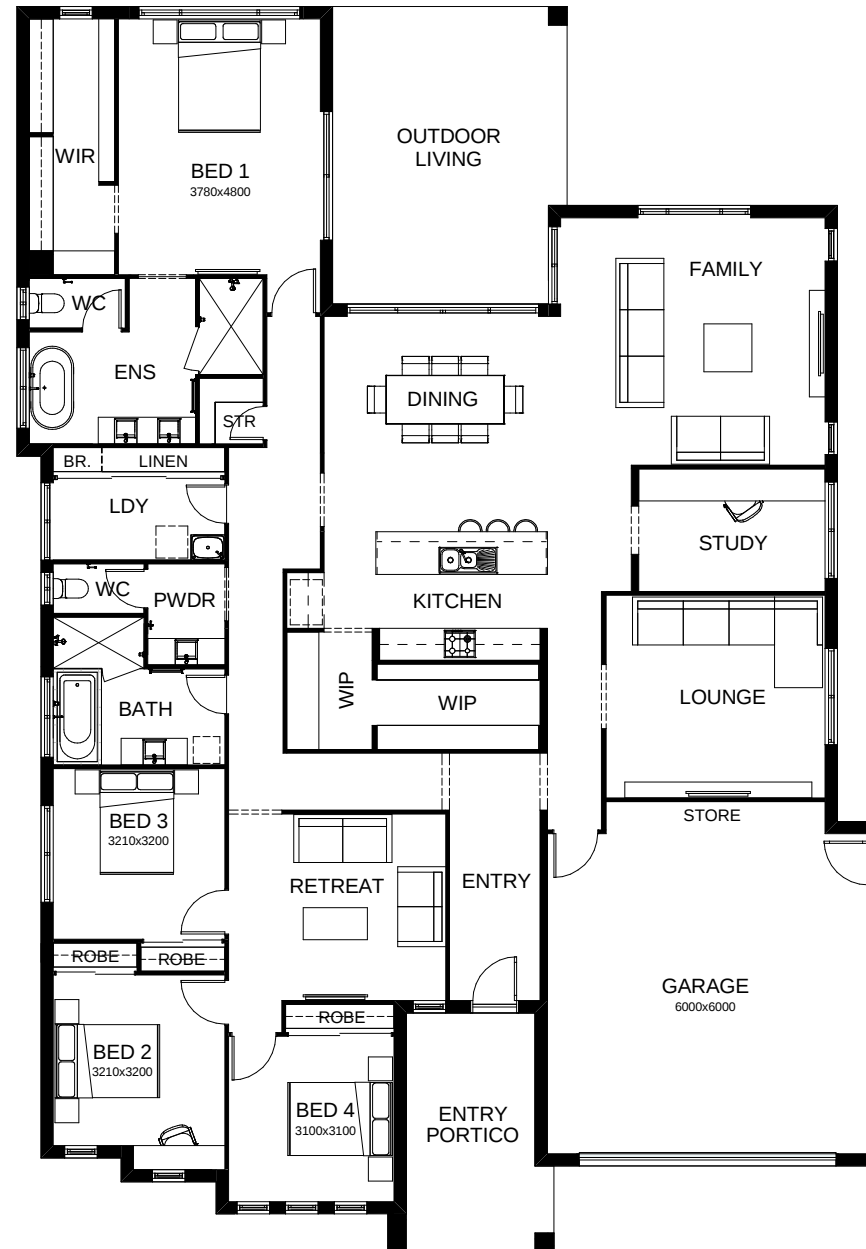 OUTDOOR
LIVING
WIR
BED 1
3780x4800
FAMILY
WC
ENS
DINING
STR
BR.
LINEN
LDY
STUDY
WC
PWDR
KITCHEN
WIP
WIP
LOUNGE
BATH
STORE
BED 3
3210x3200
RETREAT
ENTRY
ROBE
ROBE
GARAGE
6000x6000
ROBE
BED 2
3210x3200
BED 4
3100x3100
ENTRY
PORTICO